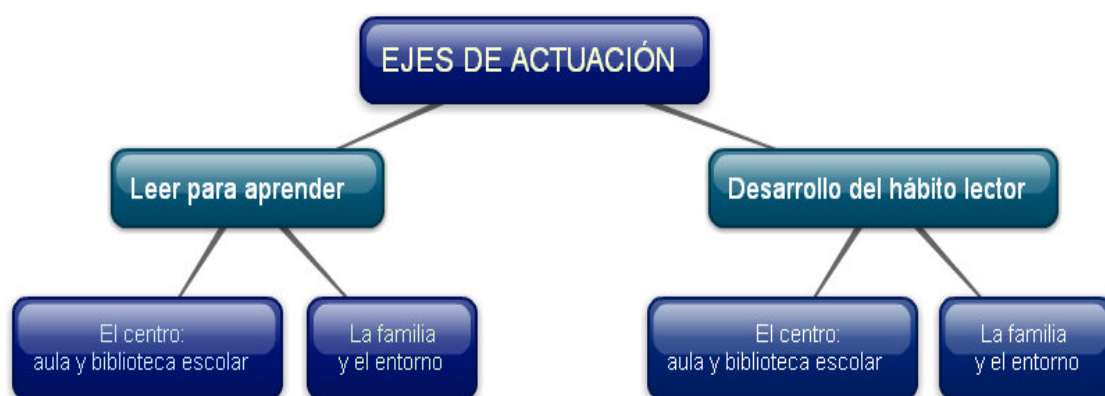 EJES DE ACTUACIÓN
Leer para aprender
Desarrollo del hábito lector
El centro:
aula y biblioteca escolar
La familia
y el entorno
El centro:
aula y biblioteca escolar
La familia
y el entorno